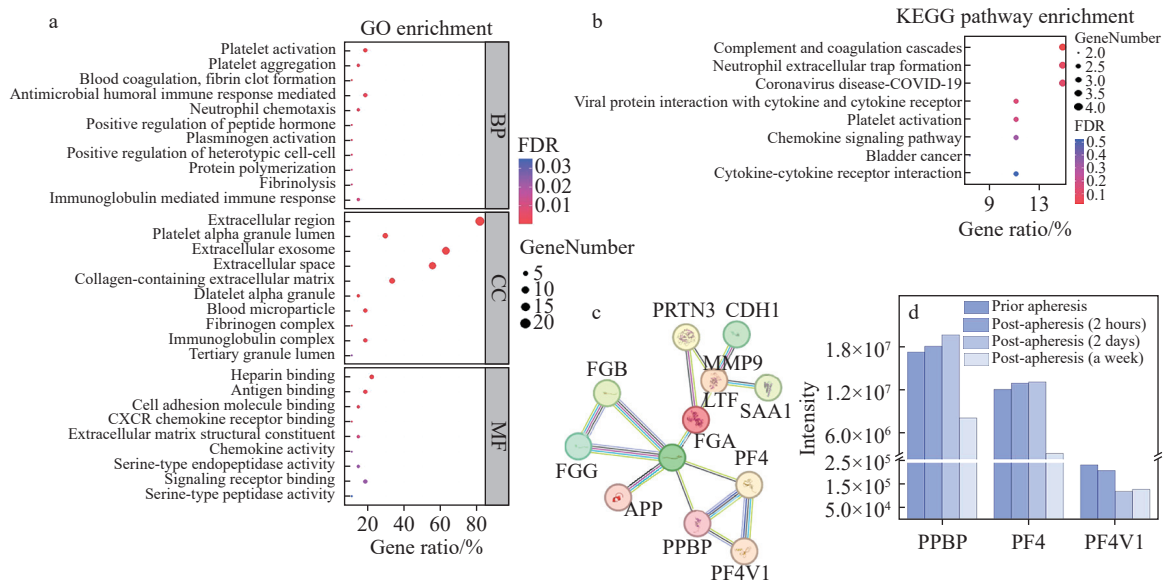 a
GO enrichment
Platelet activation
Platelet aggregation
Blood coagulation, fibrin clot formation
Antimicrobial humoral immune response mediated
Neutrophil chemotaxis
Positive regulation of peptide hormone
Plasminogen activation
Positive regulation of heterotypic cell-cell
Protein polymerization
Fibrinolysis
Immunoglobulin mediated immune response
BP
Extracellular region
Platelet alpha granule lumen
Extracellular exosome
Extracellular space
Collagen-containing extracellular matrix
Dlatelet alpha granule
Blood microparticle
Fibrinogen complex
Immunoglobulin complex
Tertiary granule lumen
CC
Heparin binding
Antigen binding
Cell adhesion molecule binding
CXCR chemokine receptor binding
Extracellular matrix structural constituent
Chemokine activity
Serine-type endopeptidase activity
Signaling receptor binding
Serine-type peptidase activity
MF
20 40 60 80
Gene ratio/%
FDR
0.03
0.02
0.01
GeneNumber
5
10
15
20
b
KEGG pathway enrichment
Complement and coagulation cascades
Neutrophil extracellular trap formation
Coronavirus disease-COVID-19
Viral protein interaction with cytokine and cytokine receptor
Platelet activation
Chemokine signaling pathway
Bladder cancer
Cytokine-cytokine receptor interaction
9 13
Gene ratio/%
GeneNumber
2.0
2.5
3.0
3.5
4.0
FDR
0.5
0.4
0.3
0.2
0.1
c
PRTN3
CDH1
MMP9
LTF
SAA1
FGB
FGA
FGG
PF4
APP
PPBP
PF4V1
d
Prior apheresis
Post-apheresis (2 hours)
Post-apheresis (2 days)
Post-apheresis (a week)
Intensity
1.8×10⁷
1.2×10⁷
6.0×10⁶
2.5×10⁵
1.5×10⁵
5.0×10⁴
PPBP PF4 PF4V1